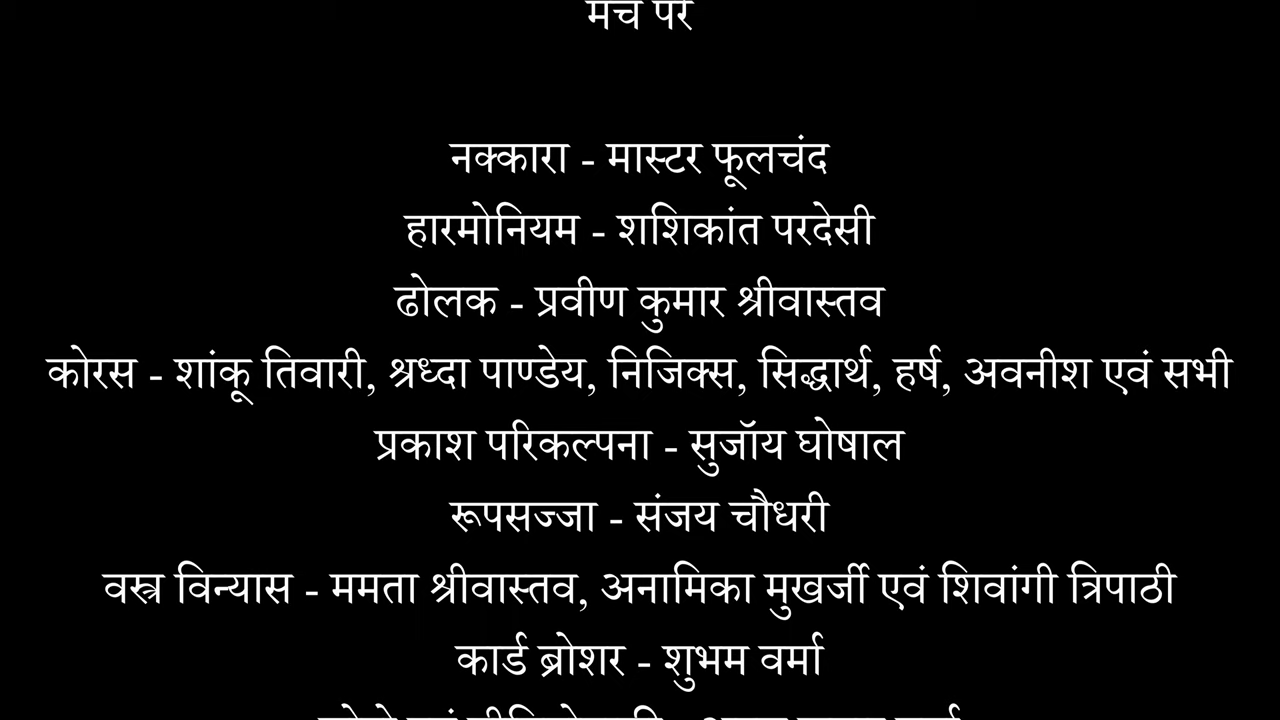 मंच पर
नक्कारा - मास्टर फूलचंद
हारमोनियम - शशिकांत परदेसी
ढोलक - प्रवीण कुमार श्रीवास्तव
कोरस - शांकू तिवारी, श्रध्दा पाण्डेय, निजिक्स, सिद्धार्थ, हर्ष, अवनीश एवं सभी
प्रकाश परिकल्पना - सुजॉय घोषाल
रूपसज्जा - संजय चौधरी
वस्त्र विन्यास - ममता श्रीवास्तव, अनामिका मुखर्जी एवं शिवांगी त्रिपाठी
कार्ड ब्रोशर - शुभम वर्मा